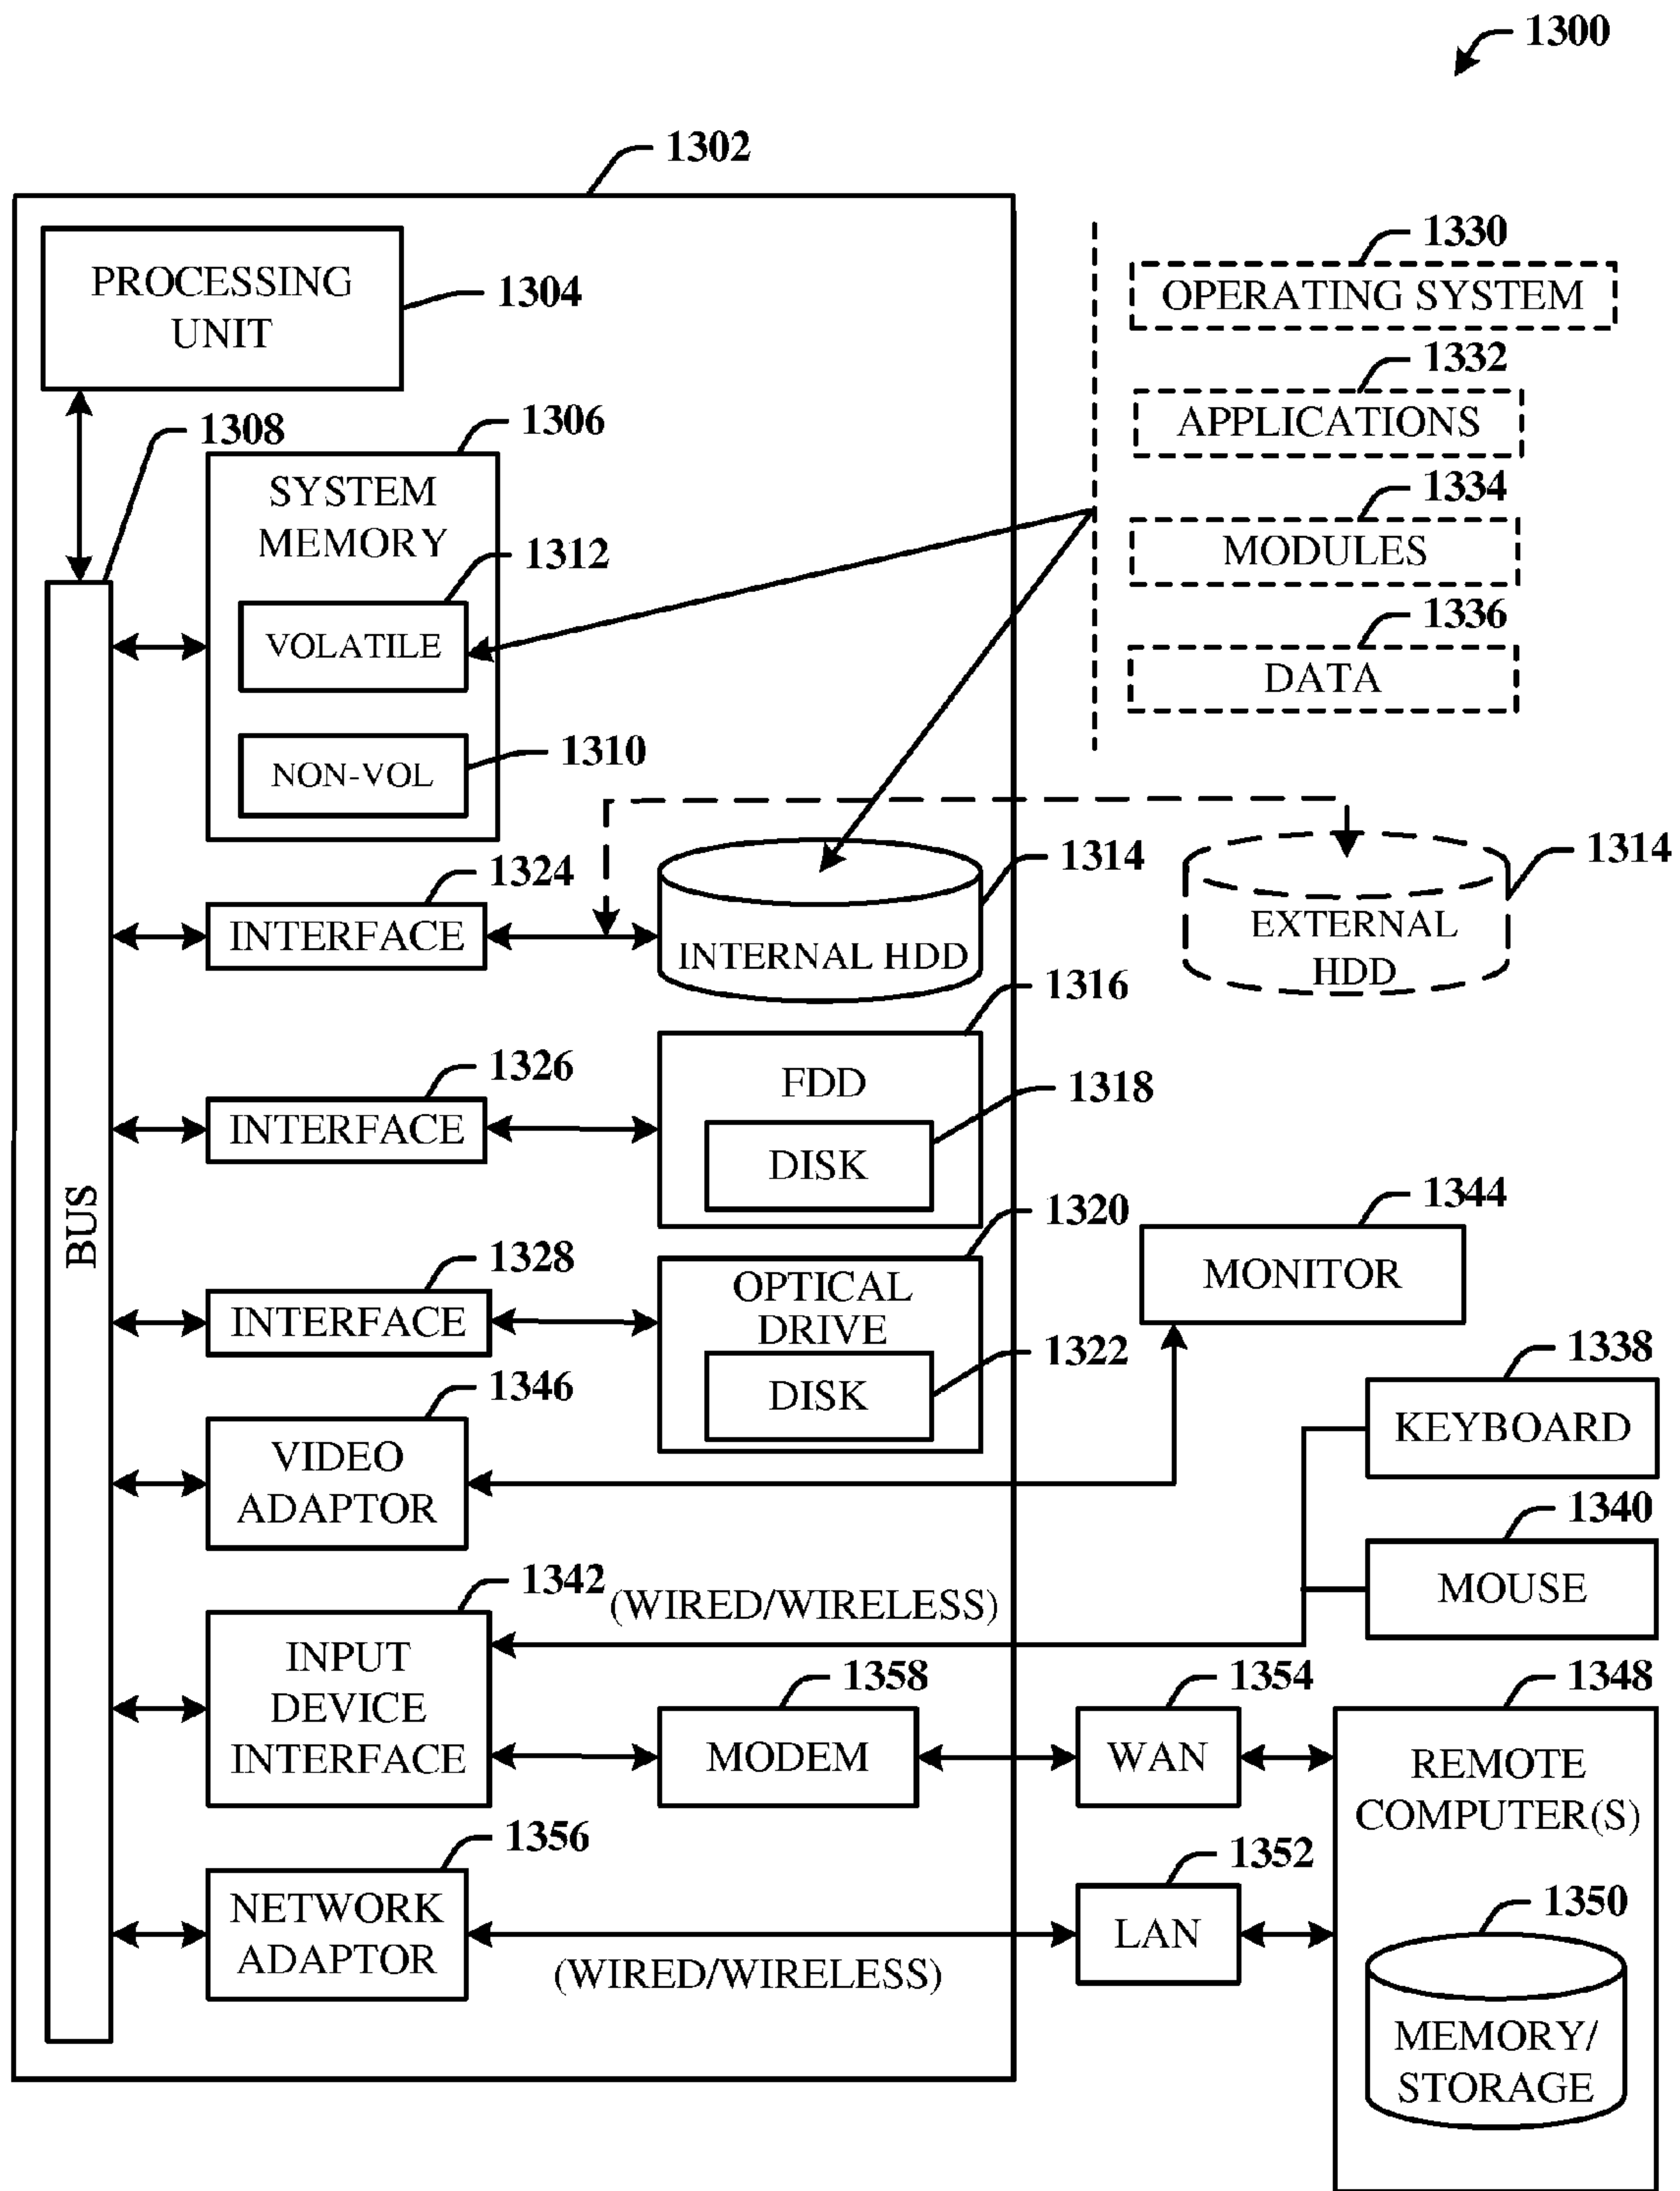 1300
1302
PROCESSING
UNIT
1304
1308
1306
SYSTEM
MEMORY
1312
VOLATILE
1310
NON-VOL
1330
OPERATING SYSTEM
1332
APPLICATIONS
1334
MODULES
1336
DATA
1324
INTERFACE
1314
INTERNAL HDD
1314
EXTERNAL
HDD
1326
INTERFACE
1316
FDD
1318
DISK
BUS
1328
INTERFACE
1320
OPTICAL
DRIVE
1322
DISK
1344
MONITOR
1346
VIDEO
ADAPTOR
1338
KEYBOARD
1340
MOUSE
1342
(WIRED/WIRELESS)
INPUT
DEVICE
INTERFACE
1358
MODEM
1354
WAN
1348
REMOTE
COMPUTER(S)
1356
NETWORK
ADAPTOR
(WIRED/WIRELESS)
1352
LAN
1350
MEMORY/
STORAGE